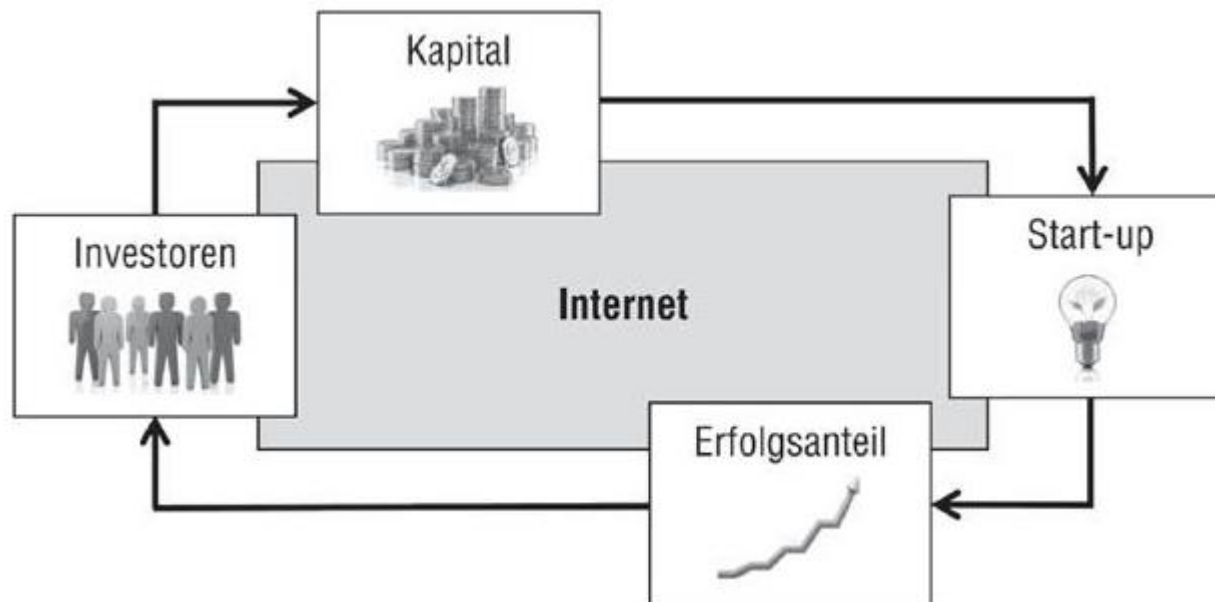 Kapital
Investoren
Start-up
Internet
Erfolgsanteil